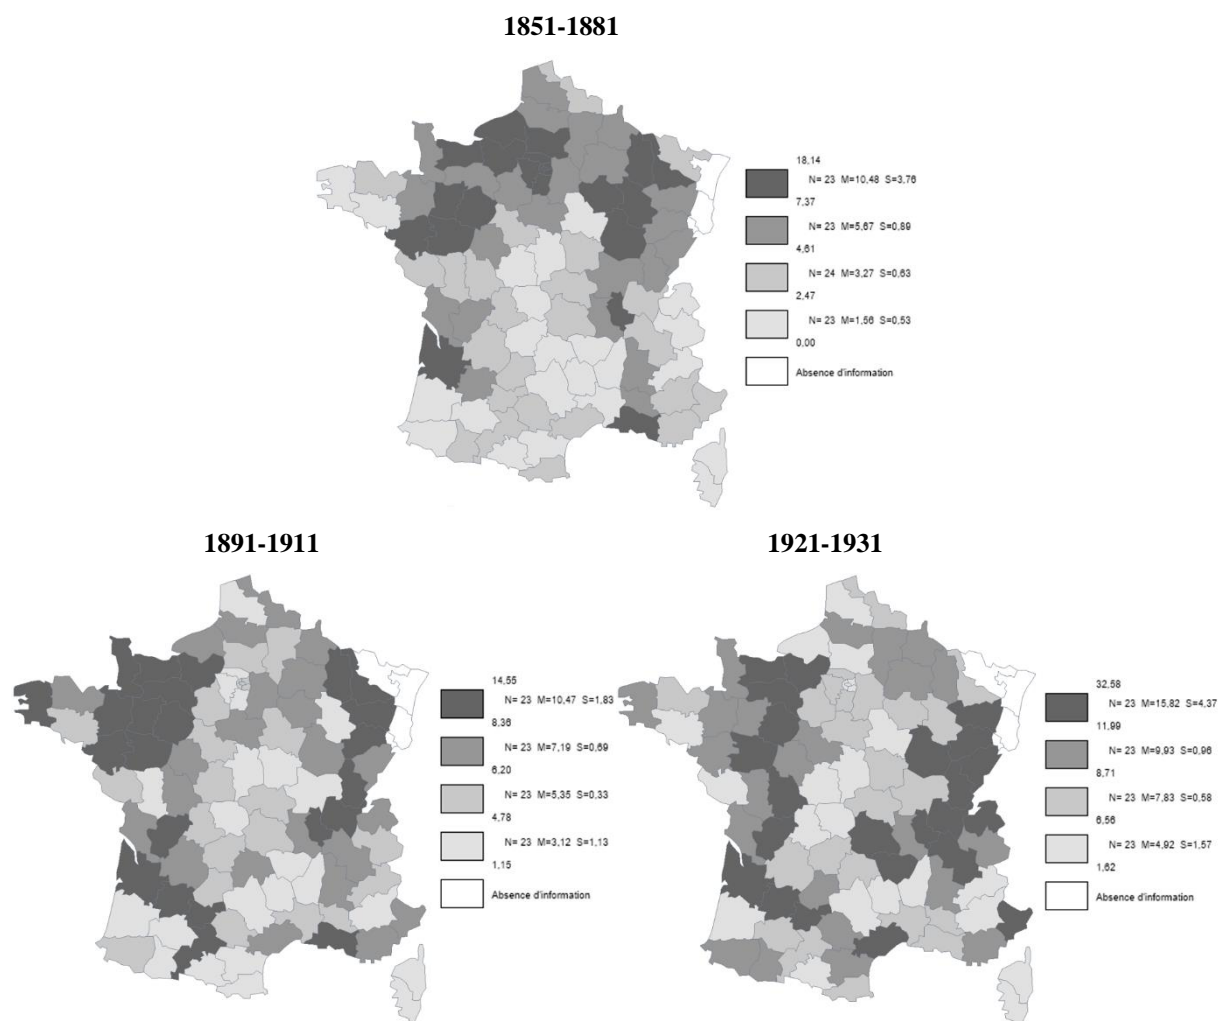 1851-1881
18,14
N= 23 M=10,48 S=3,76
7,37
N= 23 M=5,67 S=0,89
4,61
N= 24 M=3,27 S=0,63
2,47
N= 23 M=1,56 S=0,53
0,00
Absence d'information
1891-1911
14,55
N= 23 M=10,47 S=1,83
8,36
N= 23 M=7,19 S=0,69
6,20
N= 23 M=5,35 S=0,33
4,78
N= 23 M=3,12 S=1,13
1,15
Absence d'information
1921-1931
32,58
N= 23 M=15,82 S=4,37
11,99
N= 23 M=9,93 S=0,96
8,71
N= 23 M=7,83 S=0,58
6,56
N= 23 M=4,92 S=1,57
1,62
Absence d'information